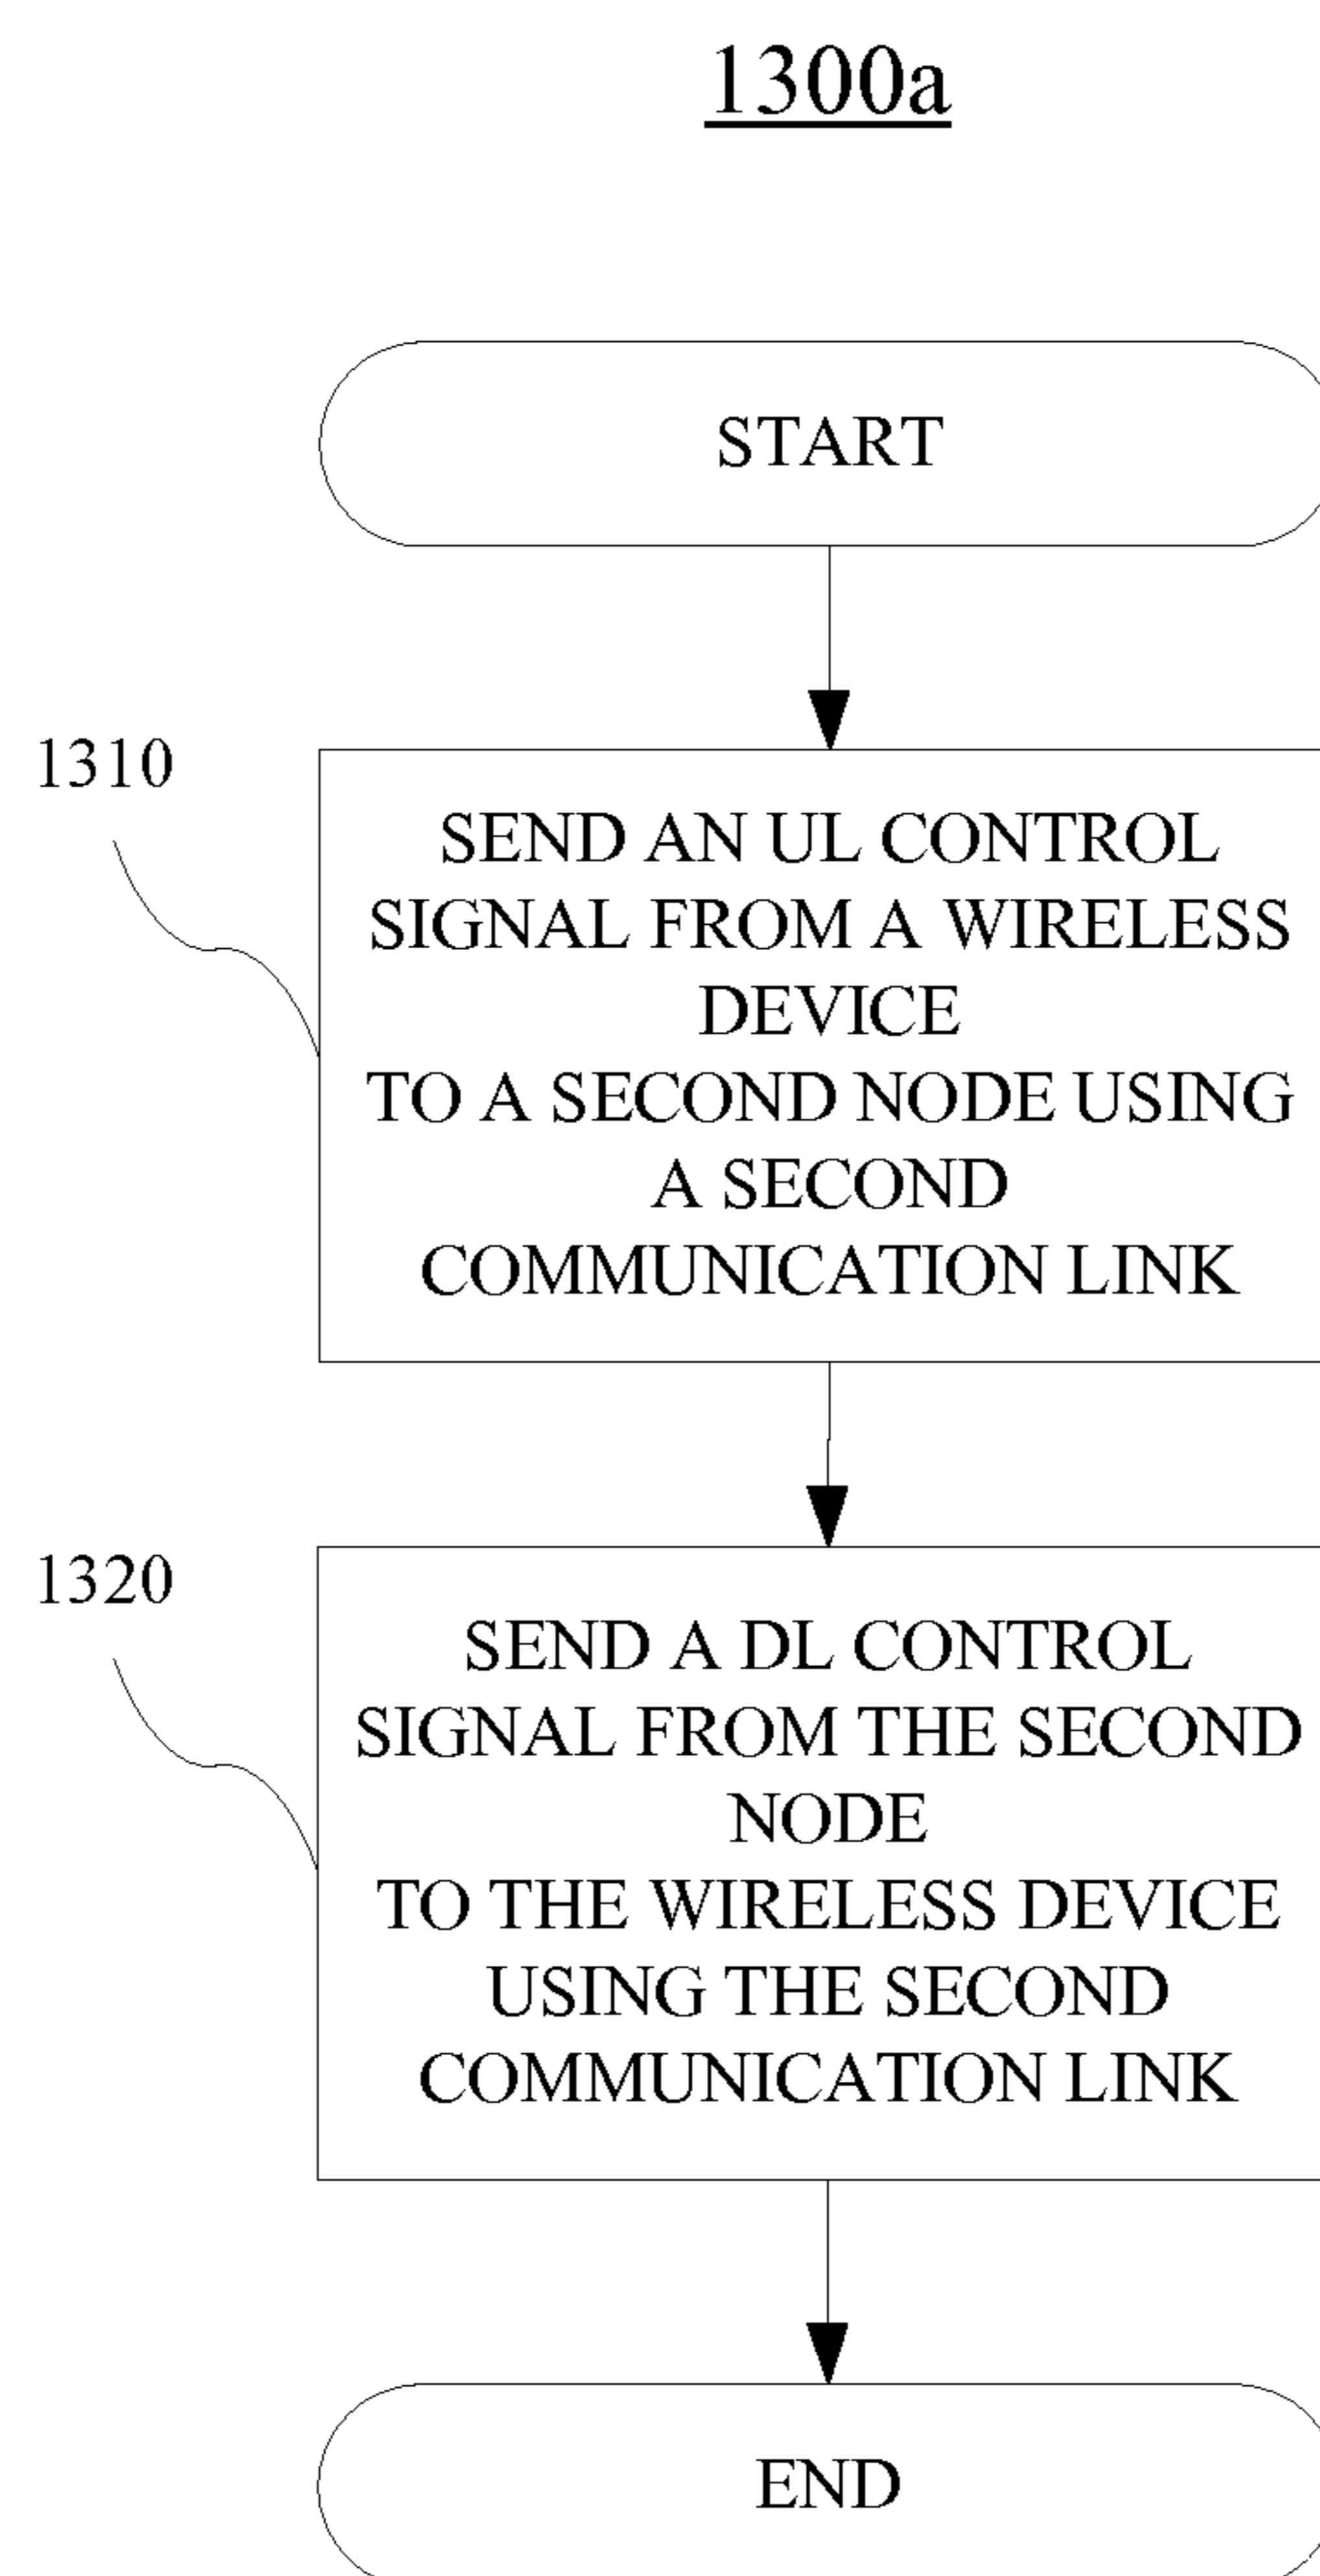 1300a
START
1310
SEND AN UL CONTROL
SIGNAL FROM A WIRELESS
DEVICE
TO A SECOND NODE USING
A SECOND
COMMUNICATION LINK
1320
SEND A DL CONTROL
SIGNAL FROM THE SECOND
NODE
TO THE WIRELESS DEVICE
USING THE SECOND
COMMUNICATION LINK
END